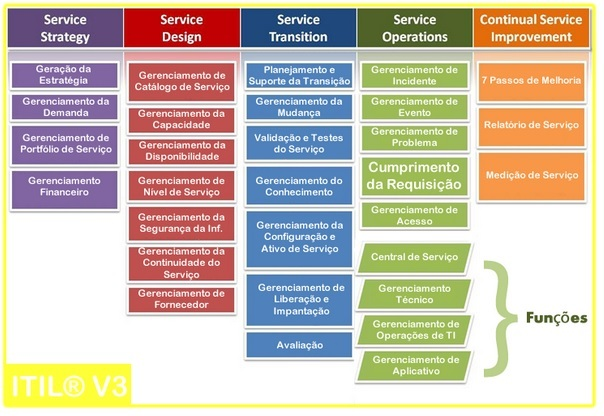 Service
Strategy
Service
Design
Service
Transition
Service
Operations
Continual Service
Improvement
Geração da
Estratégia
Gerenciamento da
Demanda
Gerenciamento de
Portfólio de Serviço
Gerenciamento
Financeiro
Gerenciamento de
Catálogo de Serviço
Gerenciamento da
Capacidade
Gerenciamento da
Disponibilidade
Gerenciamento de
Nível de Serviço
Gerenciamento da
Segurança da Inf.
Gerenciamento da
Continuidade do
Serviço
Gerenciamento de
Fornecedor
Planejamento e
Suporte da Transição
Gerenciamento da
Mudança
Validação e Testes
do Serviço
Gerenciamento do
Conhecimento
Gerenciamento da
Configuração e
Ativo de Serviço
Gerenciamento de
Liberação e
Implantação
Avaliação
Gerenciamento de
Incidente
Gerenciamento de
Evento
Gerenciamento de
Problema
Cumprimento
da Requisição
Gerenciamento de
Acesso
Central de Serviço
Gerenciamento
Técnico
Gerenciamento de
Operações de TI
Gerenciamento de
Aplicativo
7 Passos de Melhoria
Relatório de Serviço
Medição de Serviço
Funções
ITIL® V3